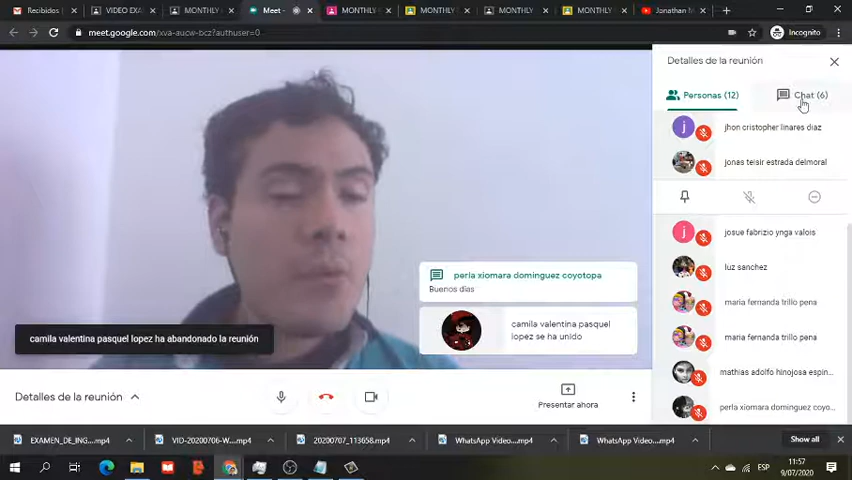 Recibidos
VIDEO EXA
MONTHLY
Meet -
MONTHLY
MONTHLY
MONTHLY
MONTHLY
Jonathan M
meet.google.com/xva-aucw-bcz?authuser=0...
Incognito
Detalles de la reunión
Personas (12)
Chat (6)
jhon cristopher linares diaz
jonas teisir estrada delmoral
josue fabrizio ynga valois
luz sanchez
maria fernanda trillo pena
maria fernanda trillo pena
mathias adolfo hinojosa espin...
perla xiomara dominguez coyo...
perla xiomara dominguez coyotopa
Buenos días
camila valentina pasquel
lopez se ha unido
camila valentina pasquel lopez ha abandonado la reunión
Detalles de la reunión
Presentar ahora
EXAMEN_DE_ING....mp4
VID-20200706-W....mp4
20200707_113658.mp4
WhatsApp Video....mp4
WhatsApp Video....mp4
Show all
ESP
11:57
9/07/2020